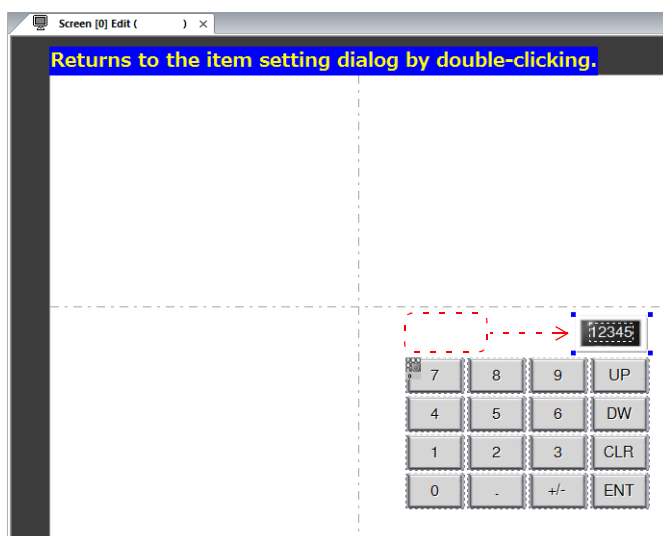 Screen [0] Edit ( ) ×
Returns to the item setting dialog by double-clicking.
12345
7 8 9 UP
4 5 6 DW
1 2 3 CLR
0 . +/- ENT